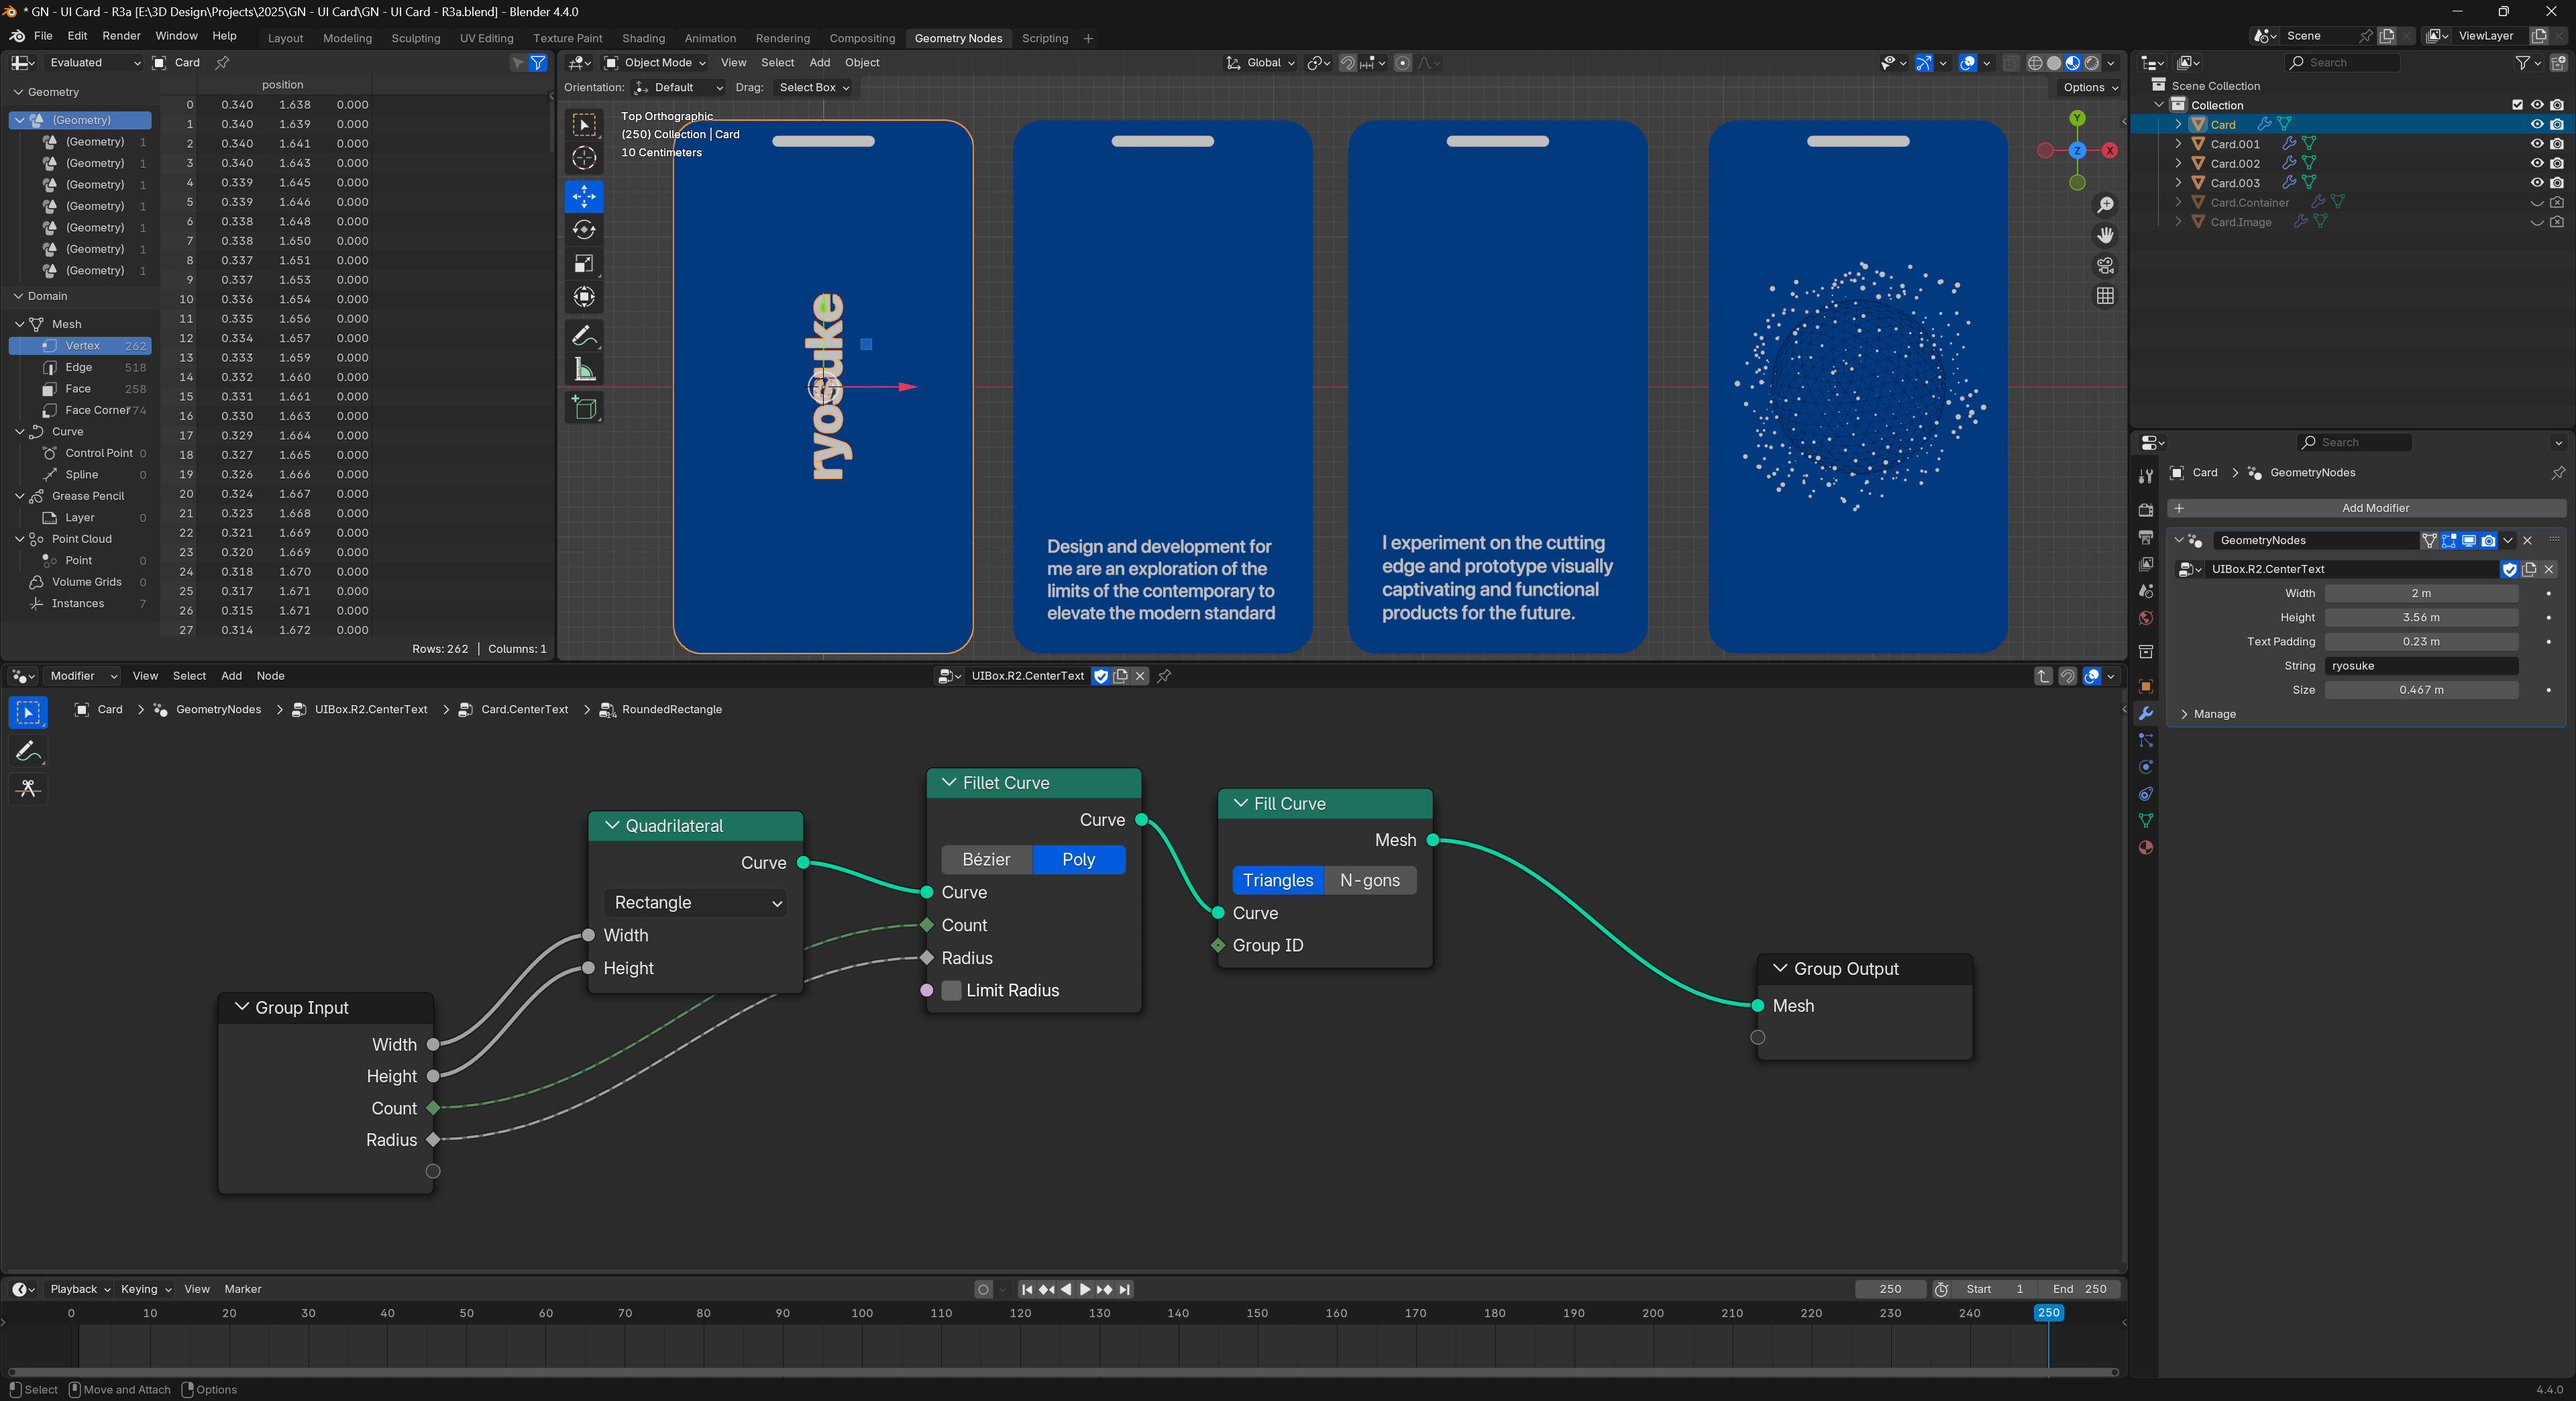 * GN - UI Card - R3a [E:\3D Design\Projects\2025\GN - UI Card\GN - UI Card - R3a.blend] - Blender 4.4.0
File Edit Render Window Help
Layout Modeling Sculpting UV Editing Texture Paint Shading Animation Rendering Compositing Geometry Nodes Scripting
Scene
ViewLayer
Evaluated Card
position
Geometry
(Geometry)
(Geometry) 1
(Geometry) 1
(Geometry) 1
(Geometry) 1
(Geometry) 1
(Geometry) 1
(Geometry) 1
Domain
Mesh
Vertex 262
Edge 518
Face 258
Face Corner 74
Curve
Control Point 0
Spline 0
Grease Pencil
Layer 0
Point Cloud
Point 0
Volume Grids 0
Instances 7
0 0.340 1.638 0.000
1 0.340 1.639 0.000
2 0.340 1.641 0.000
3 0.340 1.643 0.000
4 0.339 1.645 0.000
5 0.339 1.646 0.000
6 0.338 1.648 0.000
7 0.338 1.650 0.000
8 0.337 1.651 0.000
9 0.337 1.653 0.000
10 0.336 1.654 0.000
11 0.335 1.656 0.000
12 0.334 1.657 0.000
13 0.333 1.659 0.000
14 0.332 1.660 0.000
15 0.331 1.661 0.000
16 0.330 1.663 0.000
17 0.329 1.664 0.000
18 0.327 1.665 0.000
19 0.326 1.666 0.000
20 0.324 1.667 0.000
21 0.323 1.668 0.000
22 0.321 1.669 0.000
23 0.320 1.669 0.000
24 0.318 1.670 0.000
25 0.317 1.671 0.000
26 0.315 1.671 0.000
27 0.314 1.672 0.000
Rows: 262 | Columns: 1
Object Mode View Select Add Object
Global
Orientation: Default Drag: Select Box
Options
Top Orthographic
(250) Collection | Card
10 Centimeters
Y
Z
X
ryosuke
Design and development for
me are an exploration of the
limits of the contemporary to
elevate the modern standard
I experiment on the cutting
edge and prototype visually
captivating and functional
products for the future.
Search
Scene Collection
Collection
Card
Card.001
Card.002
Card.003
Card.Container
Card.Image
Search
Card GeometryNodes
Add Modifier
GeometryNodes
UIBox.R2.CenterText
Width 2 m
Height 3.56 m
Text Padding 0.23 m
String ryosuke
Size 0.467 m
Manage
Modifier View Select Add Node
UIBox.R2.CenterText
Card GeometryNodes UIBox.R2.CenterText Card.CenterText RoundedRectangle
Group Input
Width
Height
Count
Radius
Quadrilateral
Curve
Rectangle
Width
Height
Fillet Curve
Curve
Bézier Poly
Curve
Count
Radius
Limit Radius
Fill Curve
Mesh
Triangles N-gons
Curve
Group ID
Group Output
Mesh
Playback Keying View Marker
250
Start 1
End 250
0 10 20 30 40 50 60 70 80 90 100 110 120 130 140 150 160 170 180 190 200 210 220 230 240 250
Select Move and Attach Options
4.4.0